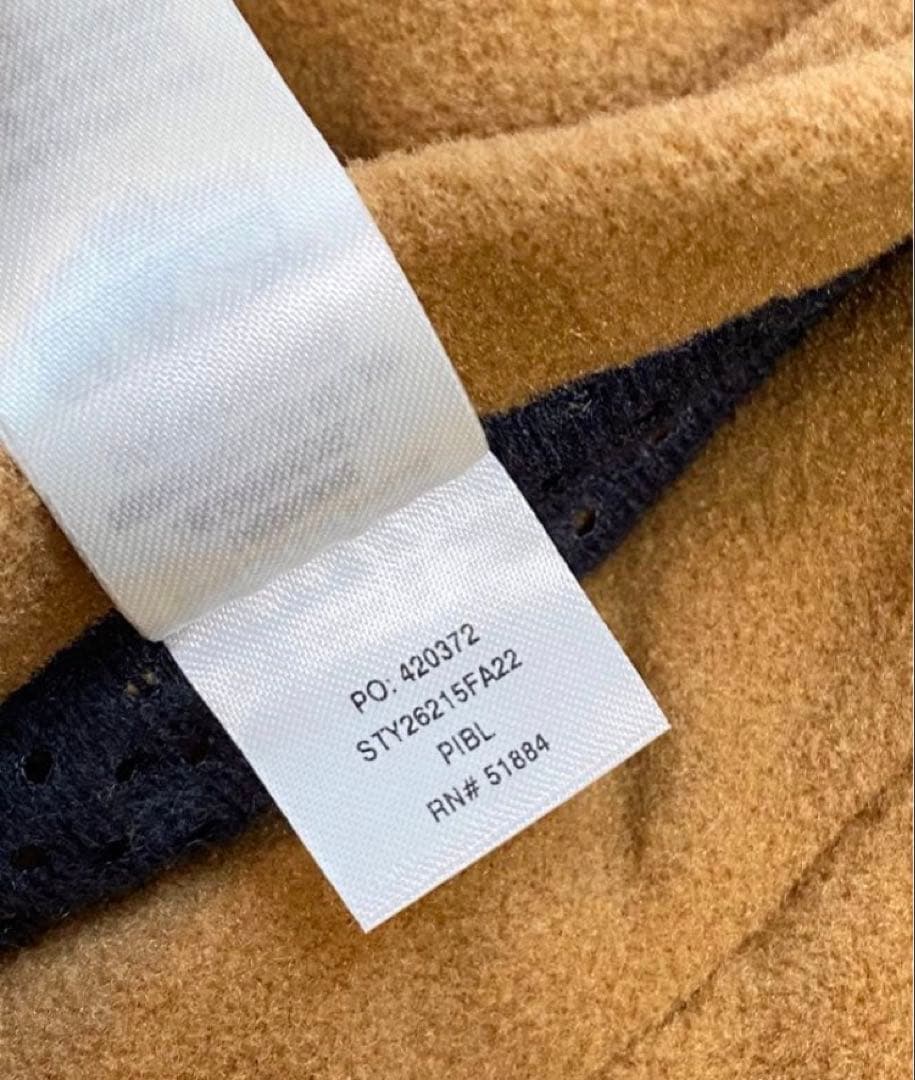 PO: 420372
STY26215FA22
PIBL
RN# 51884